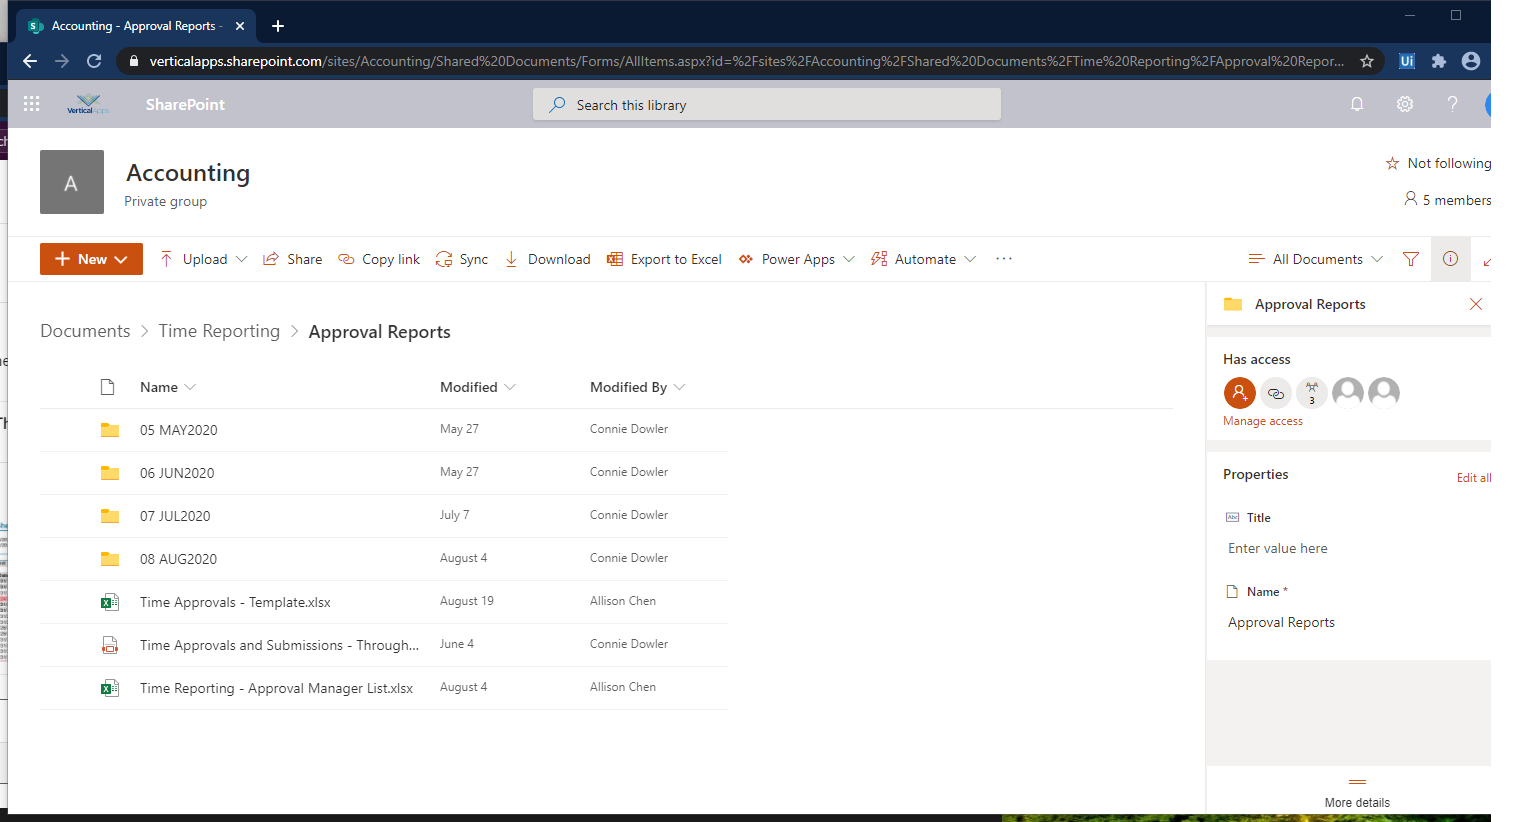 Accounting - Approval Reports -
verticalapps.sharepoint.com/sites/Accounting/Shared%20Documents/Forms/AllItems.aspx?id=%2Fsites%2FAccounting%2FShared%20Documents%2FTime%20Reporting%2FApproval%20Repor...
Ui
VerticalApps
SharePoint
Search this library
?
A
Accounting
Private group
Not following
5 members
New
Upload
Share
Copy link
Sync
Download
Export to Excel
Power Apps
Automate
...
All Documents
Documents > Time Reporting > Approval Reports
Name Modified Modified By
05 MAY2020 May 27 Connie Dowler
06 JUN2020 May 27 Connie Dowler
07 JUL2020 July 7 Connie Dowler
08 AUG2020 August 4 Connie Dowler
Time Approvals - Template.xlsx August 19 Allison Chen
Time Approvals and Submissions - Through... June 4 Connie Dowler
Time Reporting - Approval Manager List.xlsx August 4 Allison Chen
Approval Reports
Has access
3
Manage access
Properties
Edit all
Abc Title
Enter value here
Name *
Approval Reports
More details